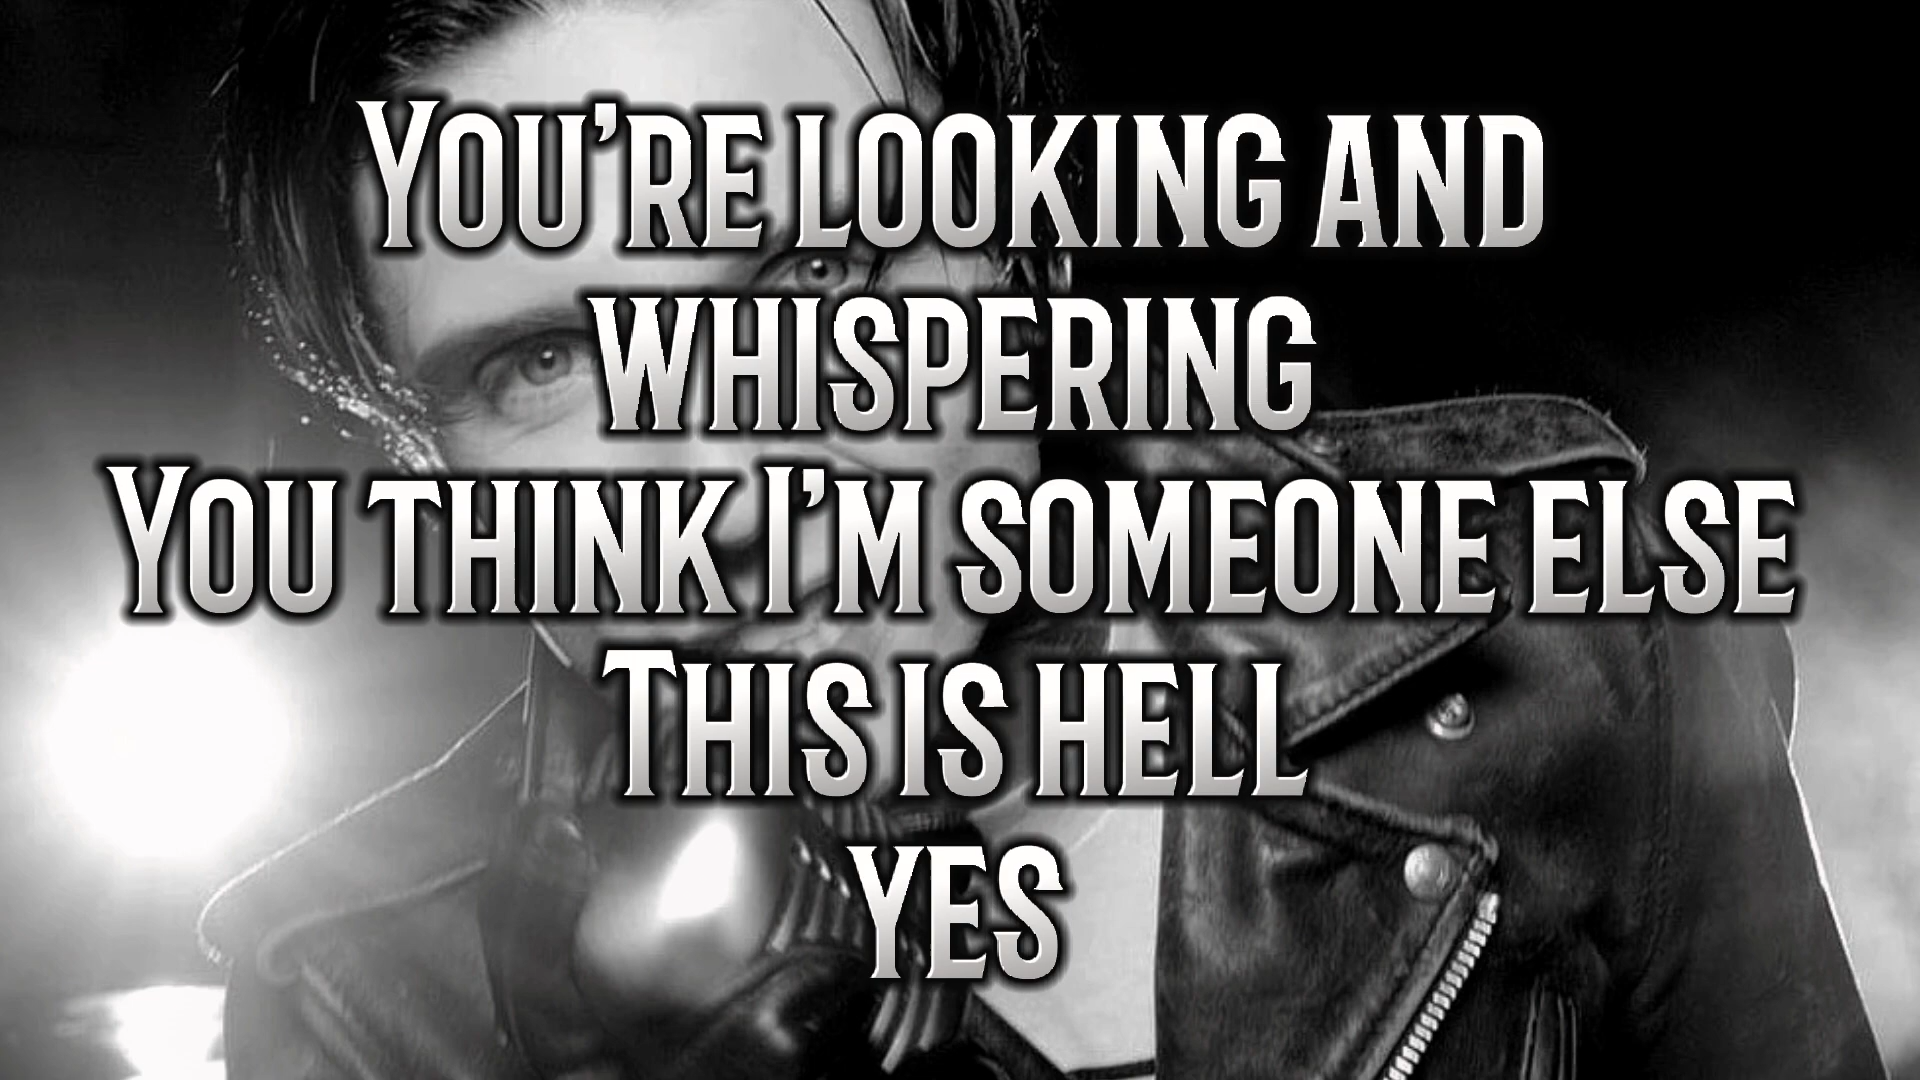 You're looking and
whispering
You think I'm someone else
This is hell
yes